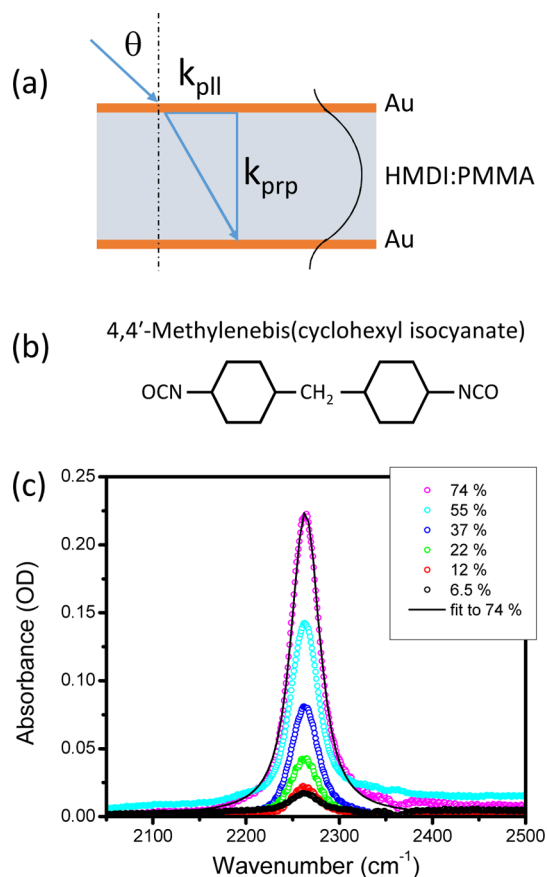 (a)
θ
k_pll
Au
k_prp
HMDI:PMMA
Au
(b)
4,4'-Methylenebis(cyclohexyl isocyanate)
OCN CH₂ NCO
(c)
0.25
0.20
0.15
0.10
0.05
0.00
Absorbance (OD)
74 %
55 %
37 %
22 %
12 %
6.5 %
fit to 74 %
2100 2200 2300 2400 2500
Wavenumber (cm⁻¹)